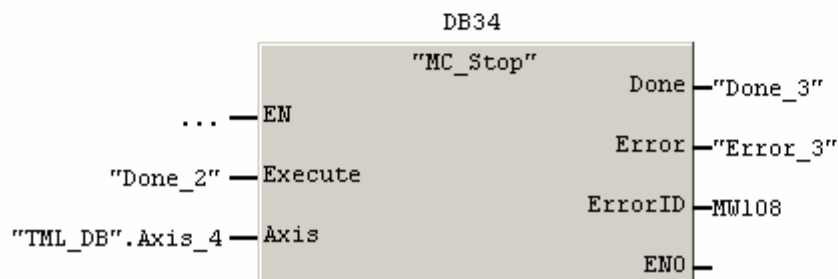 DB34
"MC_Stop"
Done "Done_3"
... EN
Error "Error_3"
"Done_2" Execute
ErrorID MW108
"TML_DB".Axis_4 Axis
ENO